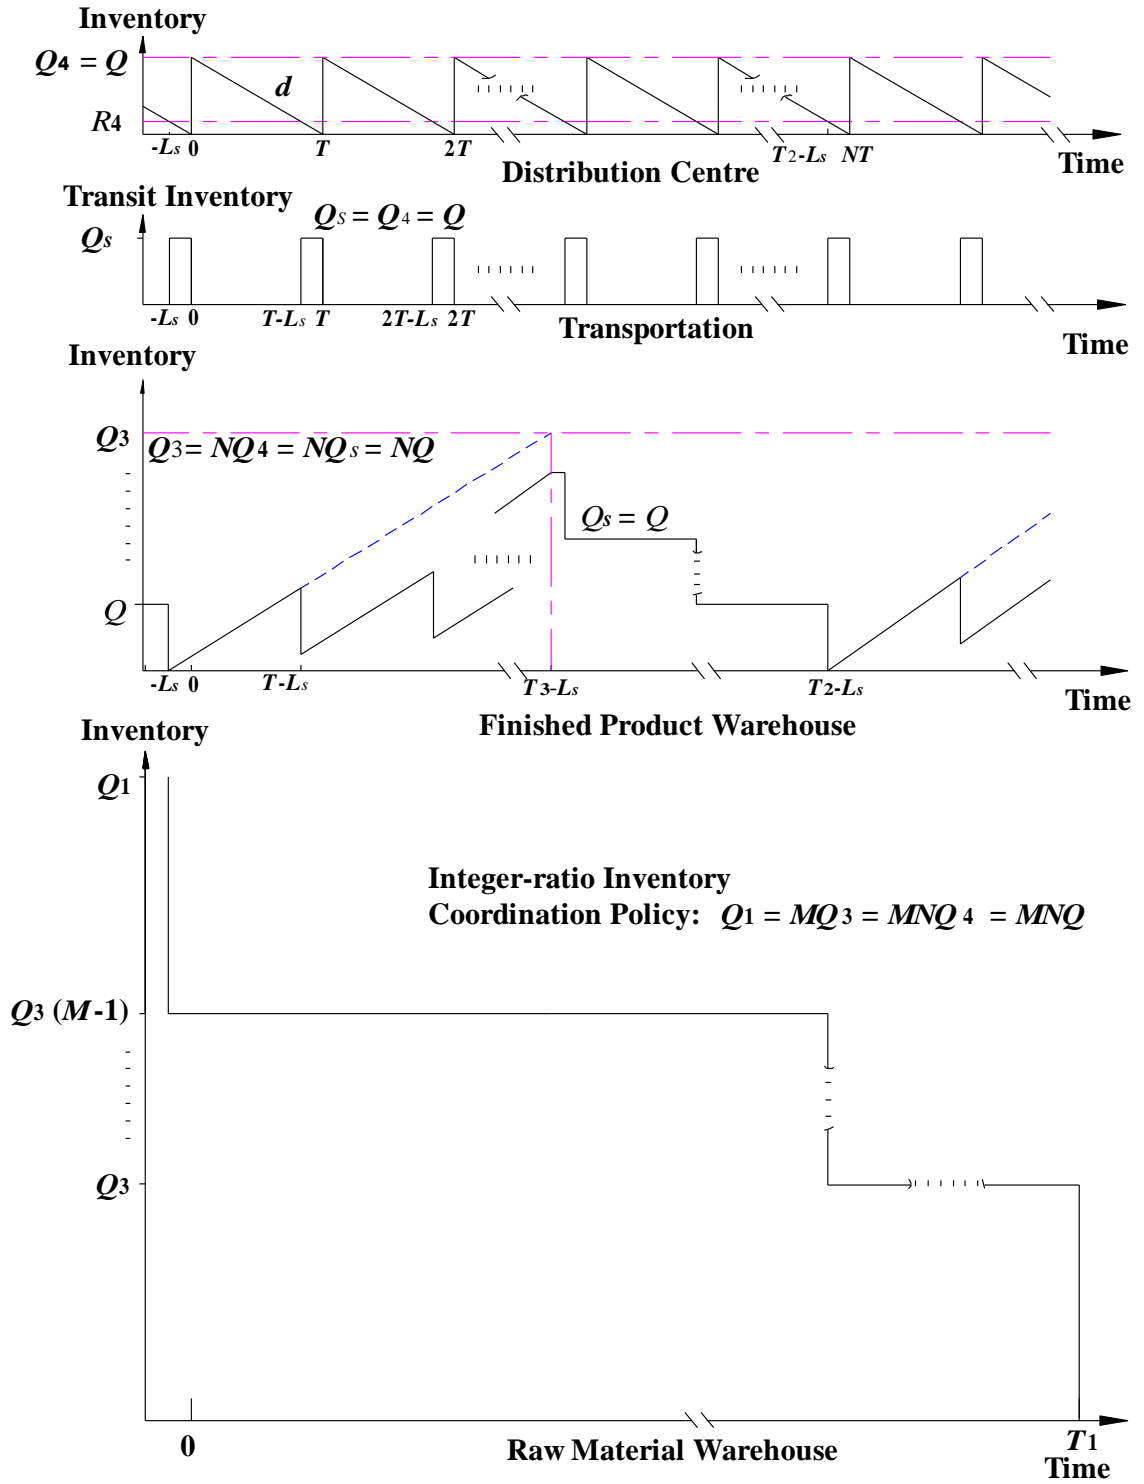 Inventory
Q4 = Q
d
R4
-Ls 0 T 2T T2-Ls NT
Time
Distribution Centre
Transit Inventory
QS = Q4 = Q
Qs
-Ls 0 T-Ls T 2T-Ls 2T
Transportation
Time
Inventory
Q3
Q3 = NQ4 = NQs = NQ
Qs = Q
Q
-Ls 0 T-Ls T3-Ls T2-Ls
Time
Finished Product Warehouse
Inventory
Q1
Integer-ratio Inventory
Coordination Policy: Q1 = MQ3 = MNQ4 = MNQ
Q3 (M-1)
Q3
0 T1
Raw Material Warehouse
Time